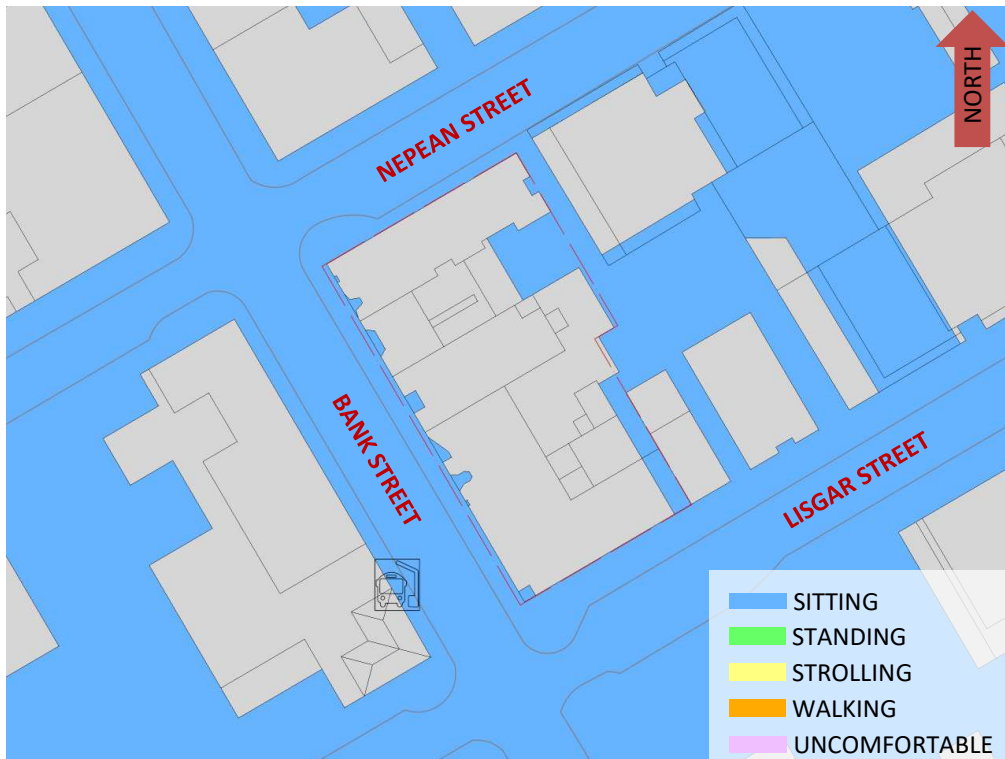 NORTH
NEPEAN STREET
BANK STREET
LISGAR STREET
SITTING
STANDING
STROLLING
WALKING
UNCOMFORTABLE